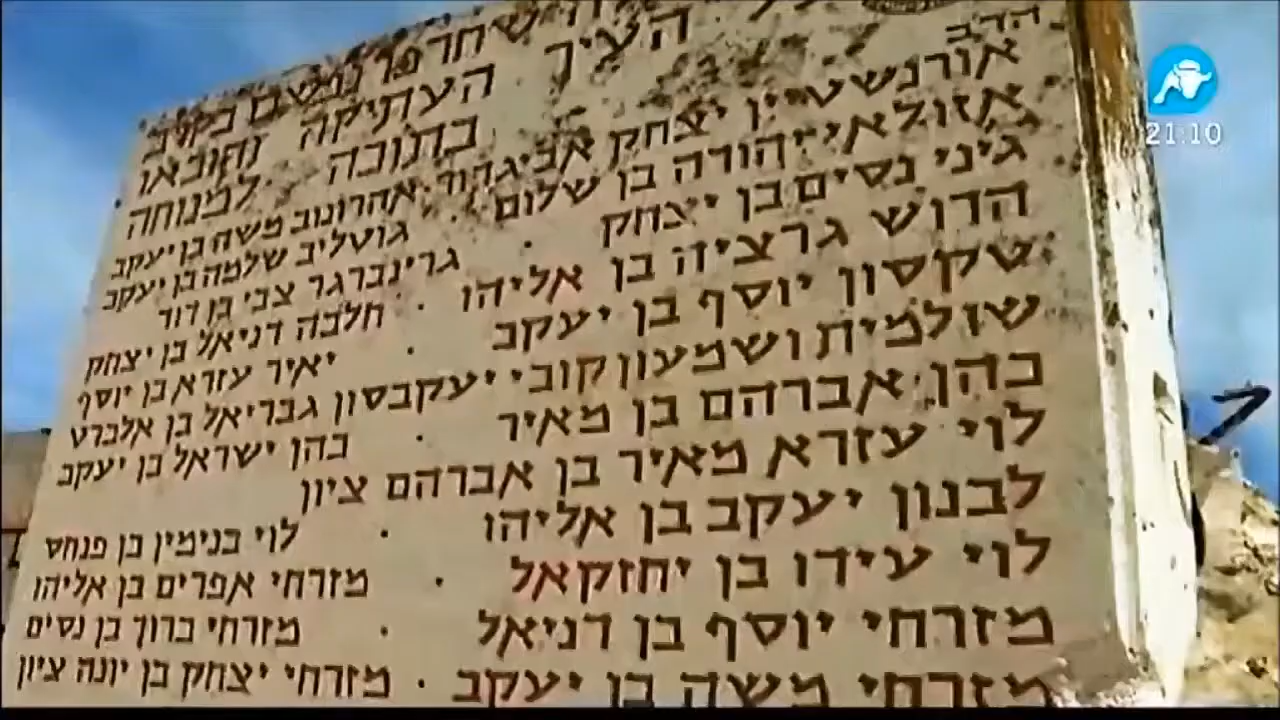 העיר
העתיקה והובאו
בתוכה למנוחה
אורנשטיין יצחק אביגדור · אהרונוב משה בן יעקב
אזולאי יהודה בן שלום · גוטליב שלמה בן יעקב
גיני נסים בן יצחק · גרינברגר צבי בן דוד
הדוש גרציה בן אליהו · חלבה דניאל בן יצחק
טקסון יוסף בן יעקב · יאיר עזרא בן יוסף
שולמית ושמעון קובי יעקבסון גבריאל בן אלברט
כהן אברהם בן מאיר · כהן ישראל בן יעקב
לוי עזרא מאיר בן אברהם ציון
לבנון יעקב בן אליהו · לוי בנימין בן פנחס
לוי עידו בן יחזקאל · מזרחי אפרים בן אליהו
מזרחי יוסף בן דניאל · מזרחי ברוך בן נסים
מזרחי משה בן יעקב · מזרחי יצחק בן יונה ציון
21:10